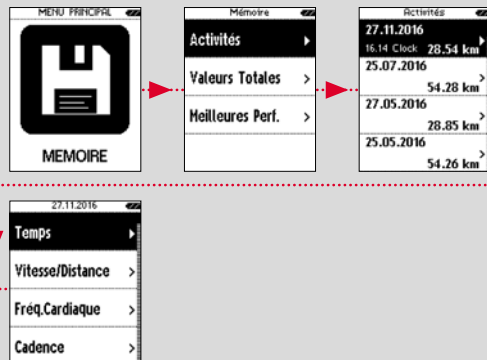 MENU PRINCIPAL
MEMOIRE
Mémoire
Activités
Valeurs Totales
Meilleures Perf.
Activités
27.11.2016
16.14 Clock 28.54 km
25.07.2016
54.28 km
27.05.2016
28.85 km
25.05.2016
54.26 km
27.11.2016
Temps
Vitesse/Distance
Fréq.Cardiaque
Cadence